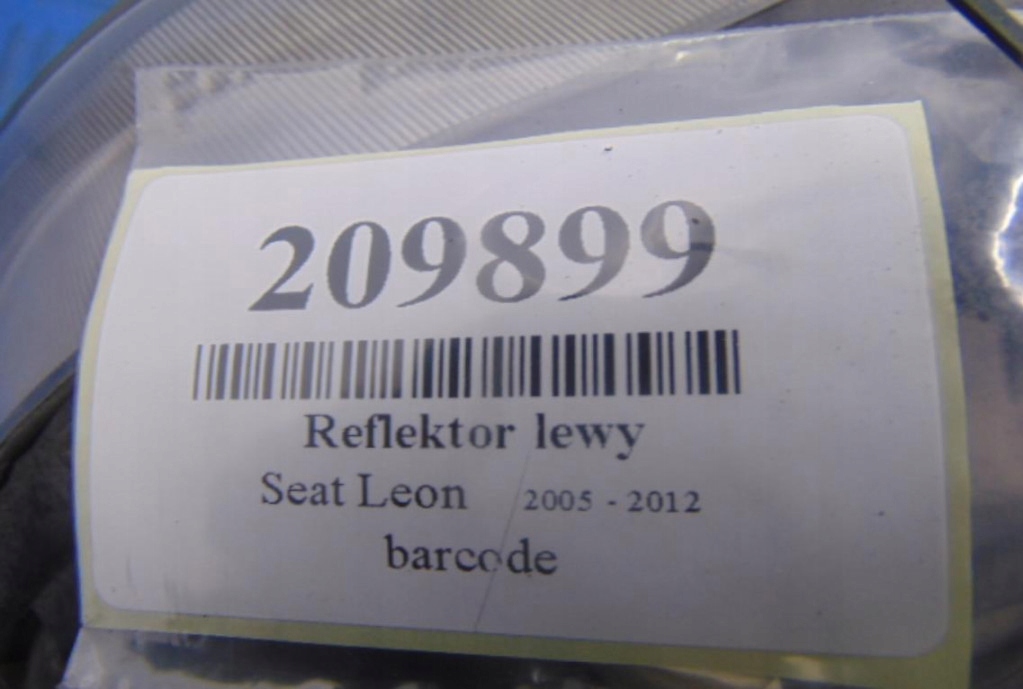 209899
Reflektor lewy
Seat Leon 2005 - 2012
barcode